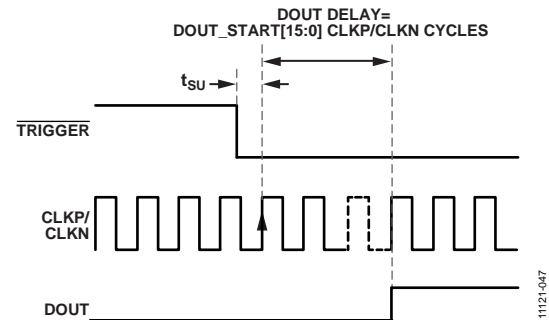 DOUT DELAY=
DOUT_START[15:0] CLKP/CLKN CYCLES
tSU
TRIGGER
CLKP/
CLKN
DOUT
11121-047